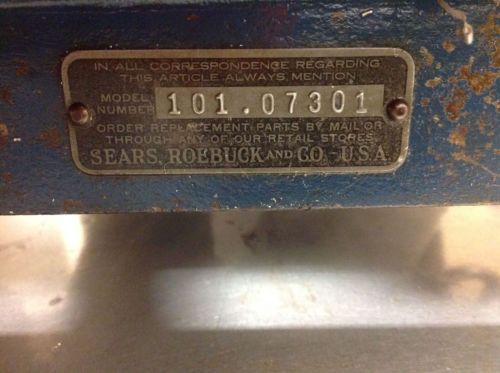 IN ALL CORRESPONDENCE REGARDING
THIS ARTICLE ALWAYS MENTION
MODEL NUMBER 101.07301
ORDER REPLACEMENT PARTS BY MAIL OR
THROUGH ANY OF OUR RETAIL STORES
SEARS, ROEBUCK AND CO. - U.S.A.